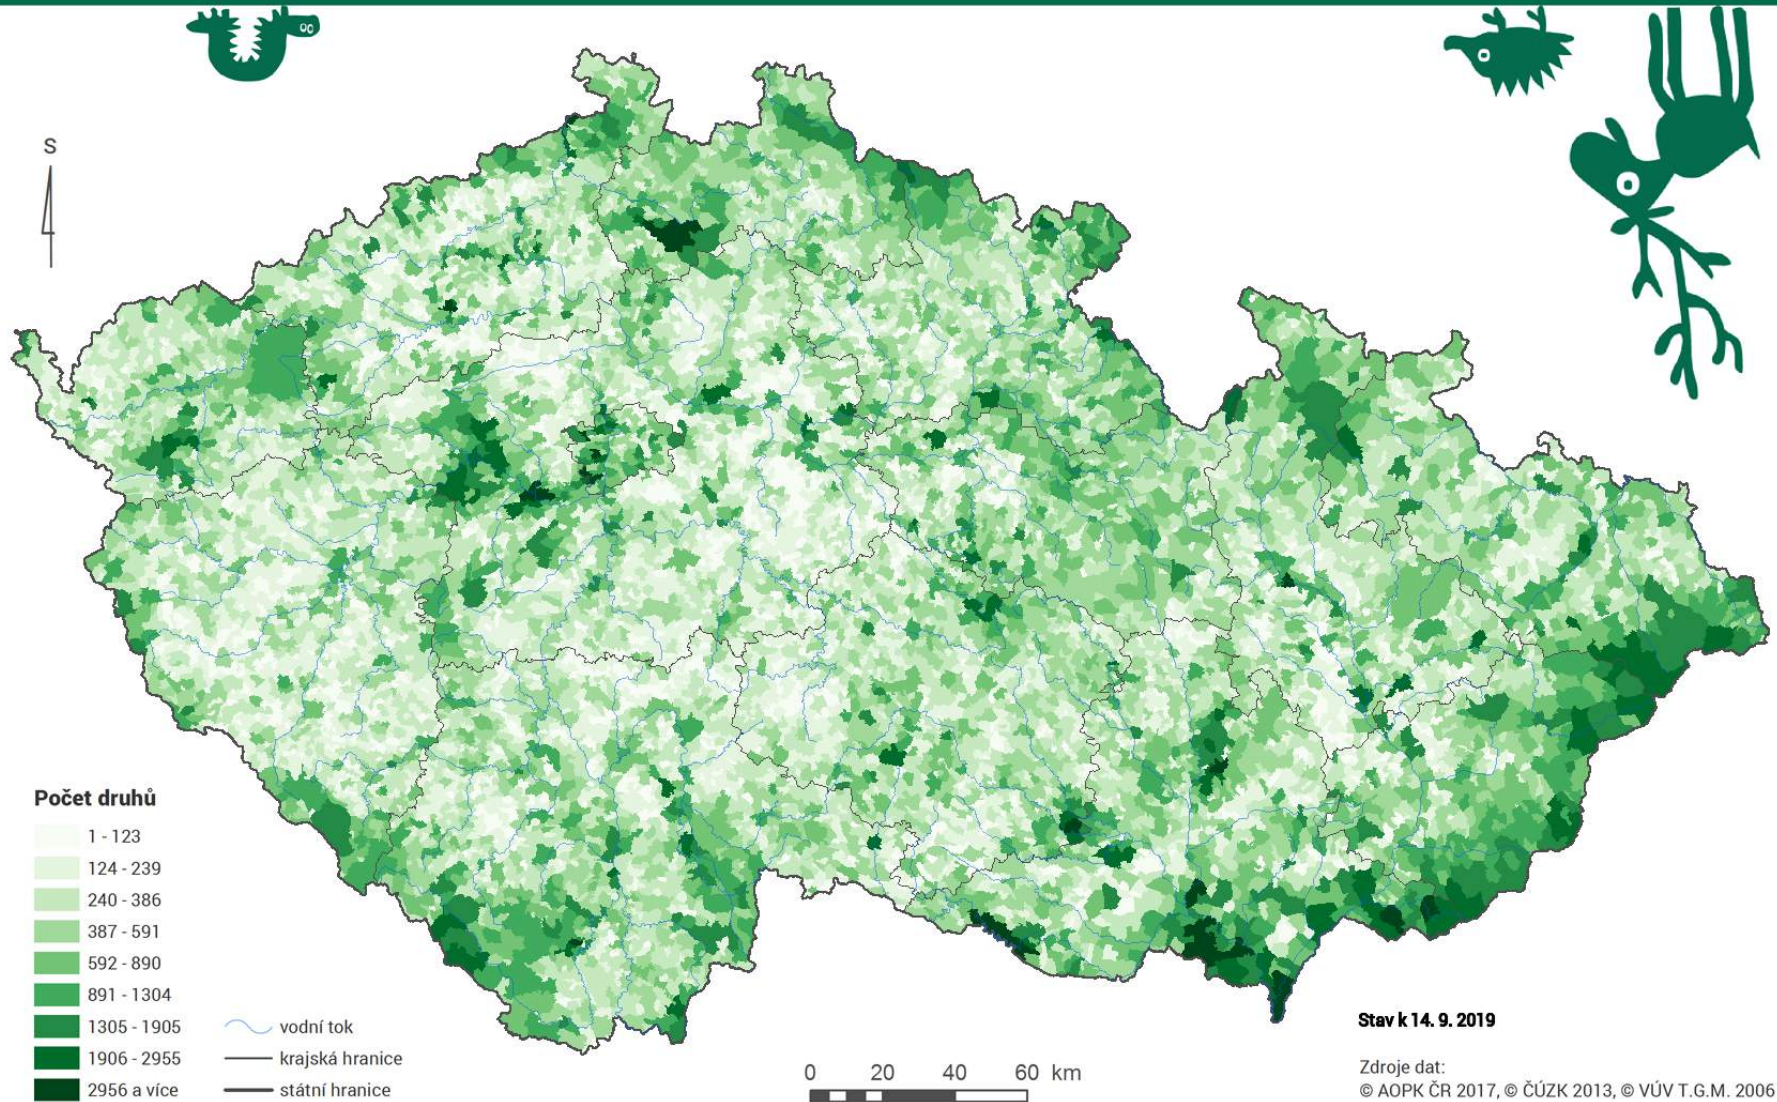 S
Počet druhů
1 - 123
124 - 239
240 - 386
387 - 591
592 - 890
891 - 1304
1305 - 1905
1906 - 2955
2956 a více
vodní tok
krajská hranice
státní hranice
0 20 40 60 km
Stav k 14. 9. 2019
Zdroje dat:
© AOPK ČR 2017, © ČÚZK 2013, © VÚV T.G.M. 2006